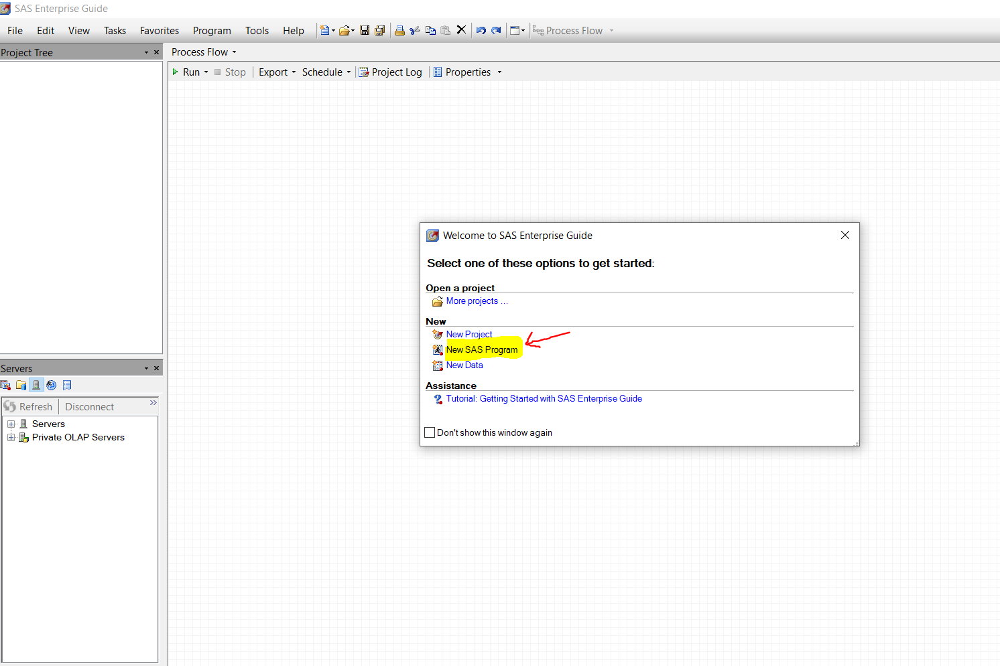 SAS Enterprise Guide
File Edit View Tasks Favorites Program Tools Help Process Flow
Project Tree
Process Flow
Run Stop Export Schedule Project Log Properties
Welcome to SAS Enterprise Guide
Select one of these options to get started:
Open a project
More projects ...
New
New Project
New SAS Program
New Data
Assistance
Tutorial: Getting Started with SAS Enterprise Guide
Don't show this window again
Servers
Refresh Disconnect
Servers
Private OLAP Servers